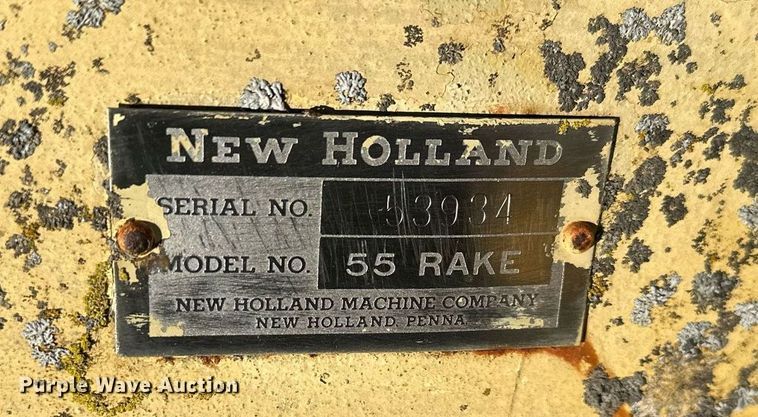 NEW HOLLAND
SERIAL NO. 53934
MODEL NO. 55 RAKE
NEW HOLLAND MACHINE COMPANY
NEW HOLLAND, PENNA.
Purple Wave Auction